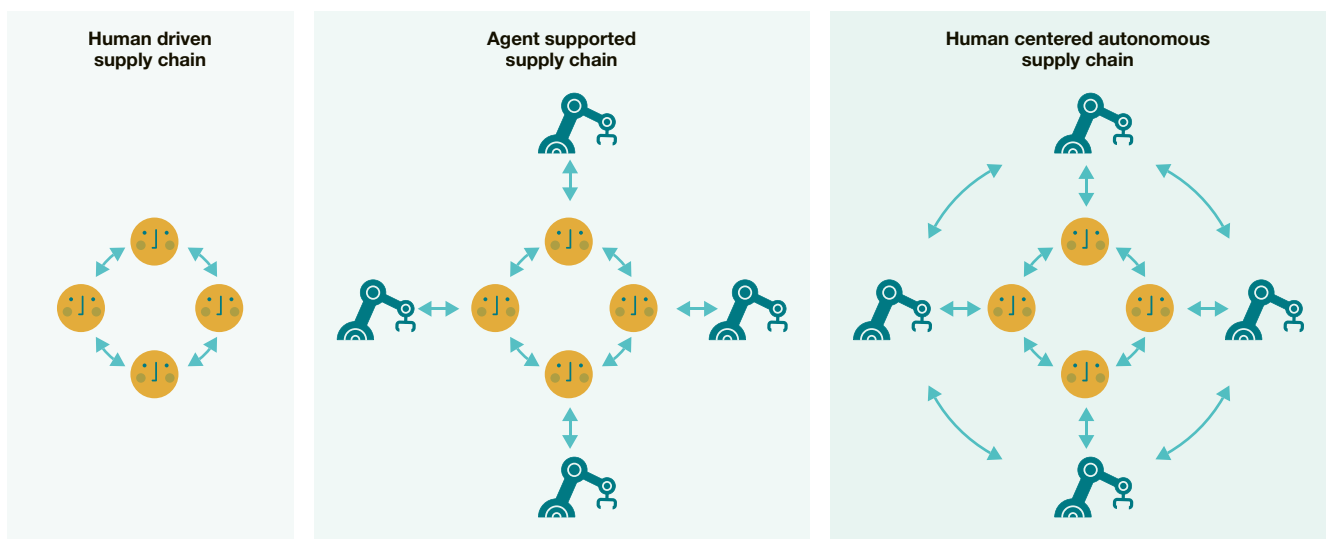 Human driven
supply chain
Agent supported
supply chain
Human centered autonomous
supply chain